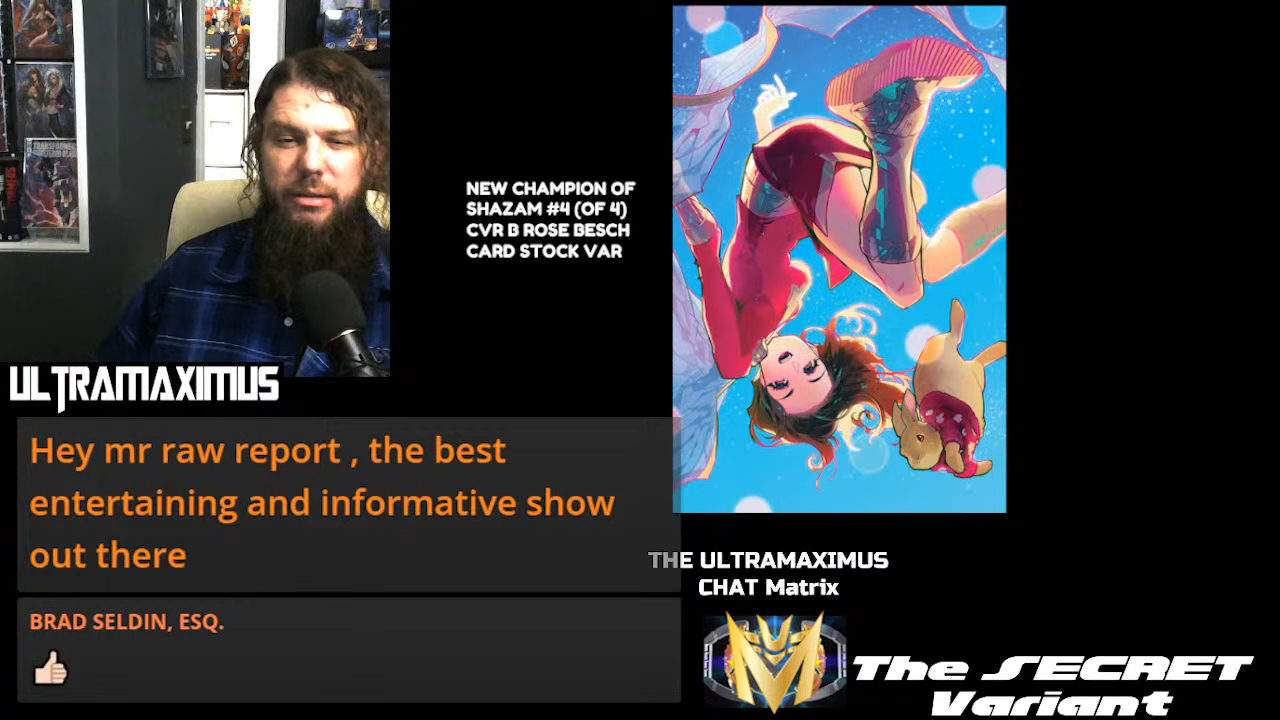 TRANSFORMERS
NEW CHAMPION OF
SHAZAM #4 (OF 4)
CVR B ROSE BESCH
CARD STOCK VAR
ULTRAMAXIMUS
Hey mr raw report , the best
entertaining and informative show
out there
BRAD SELDIN, ESQ.
THE ULTRAMAXIMUS
CHAT Matrix
M
The SECRET
Variant